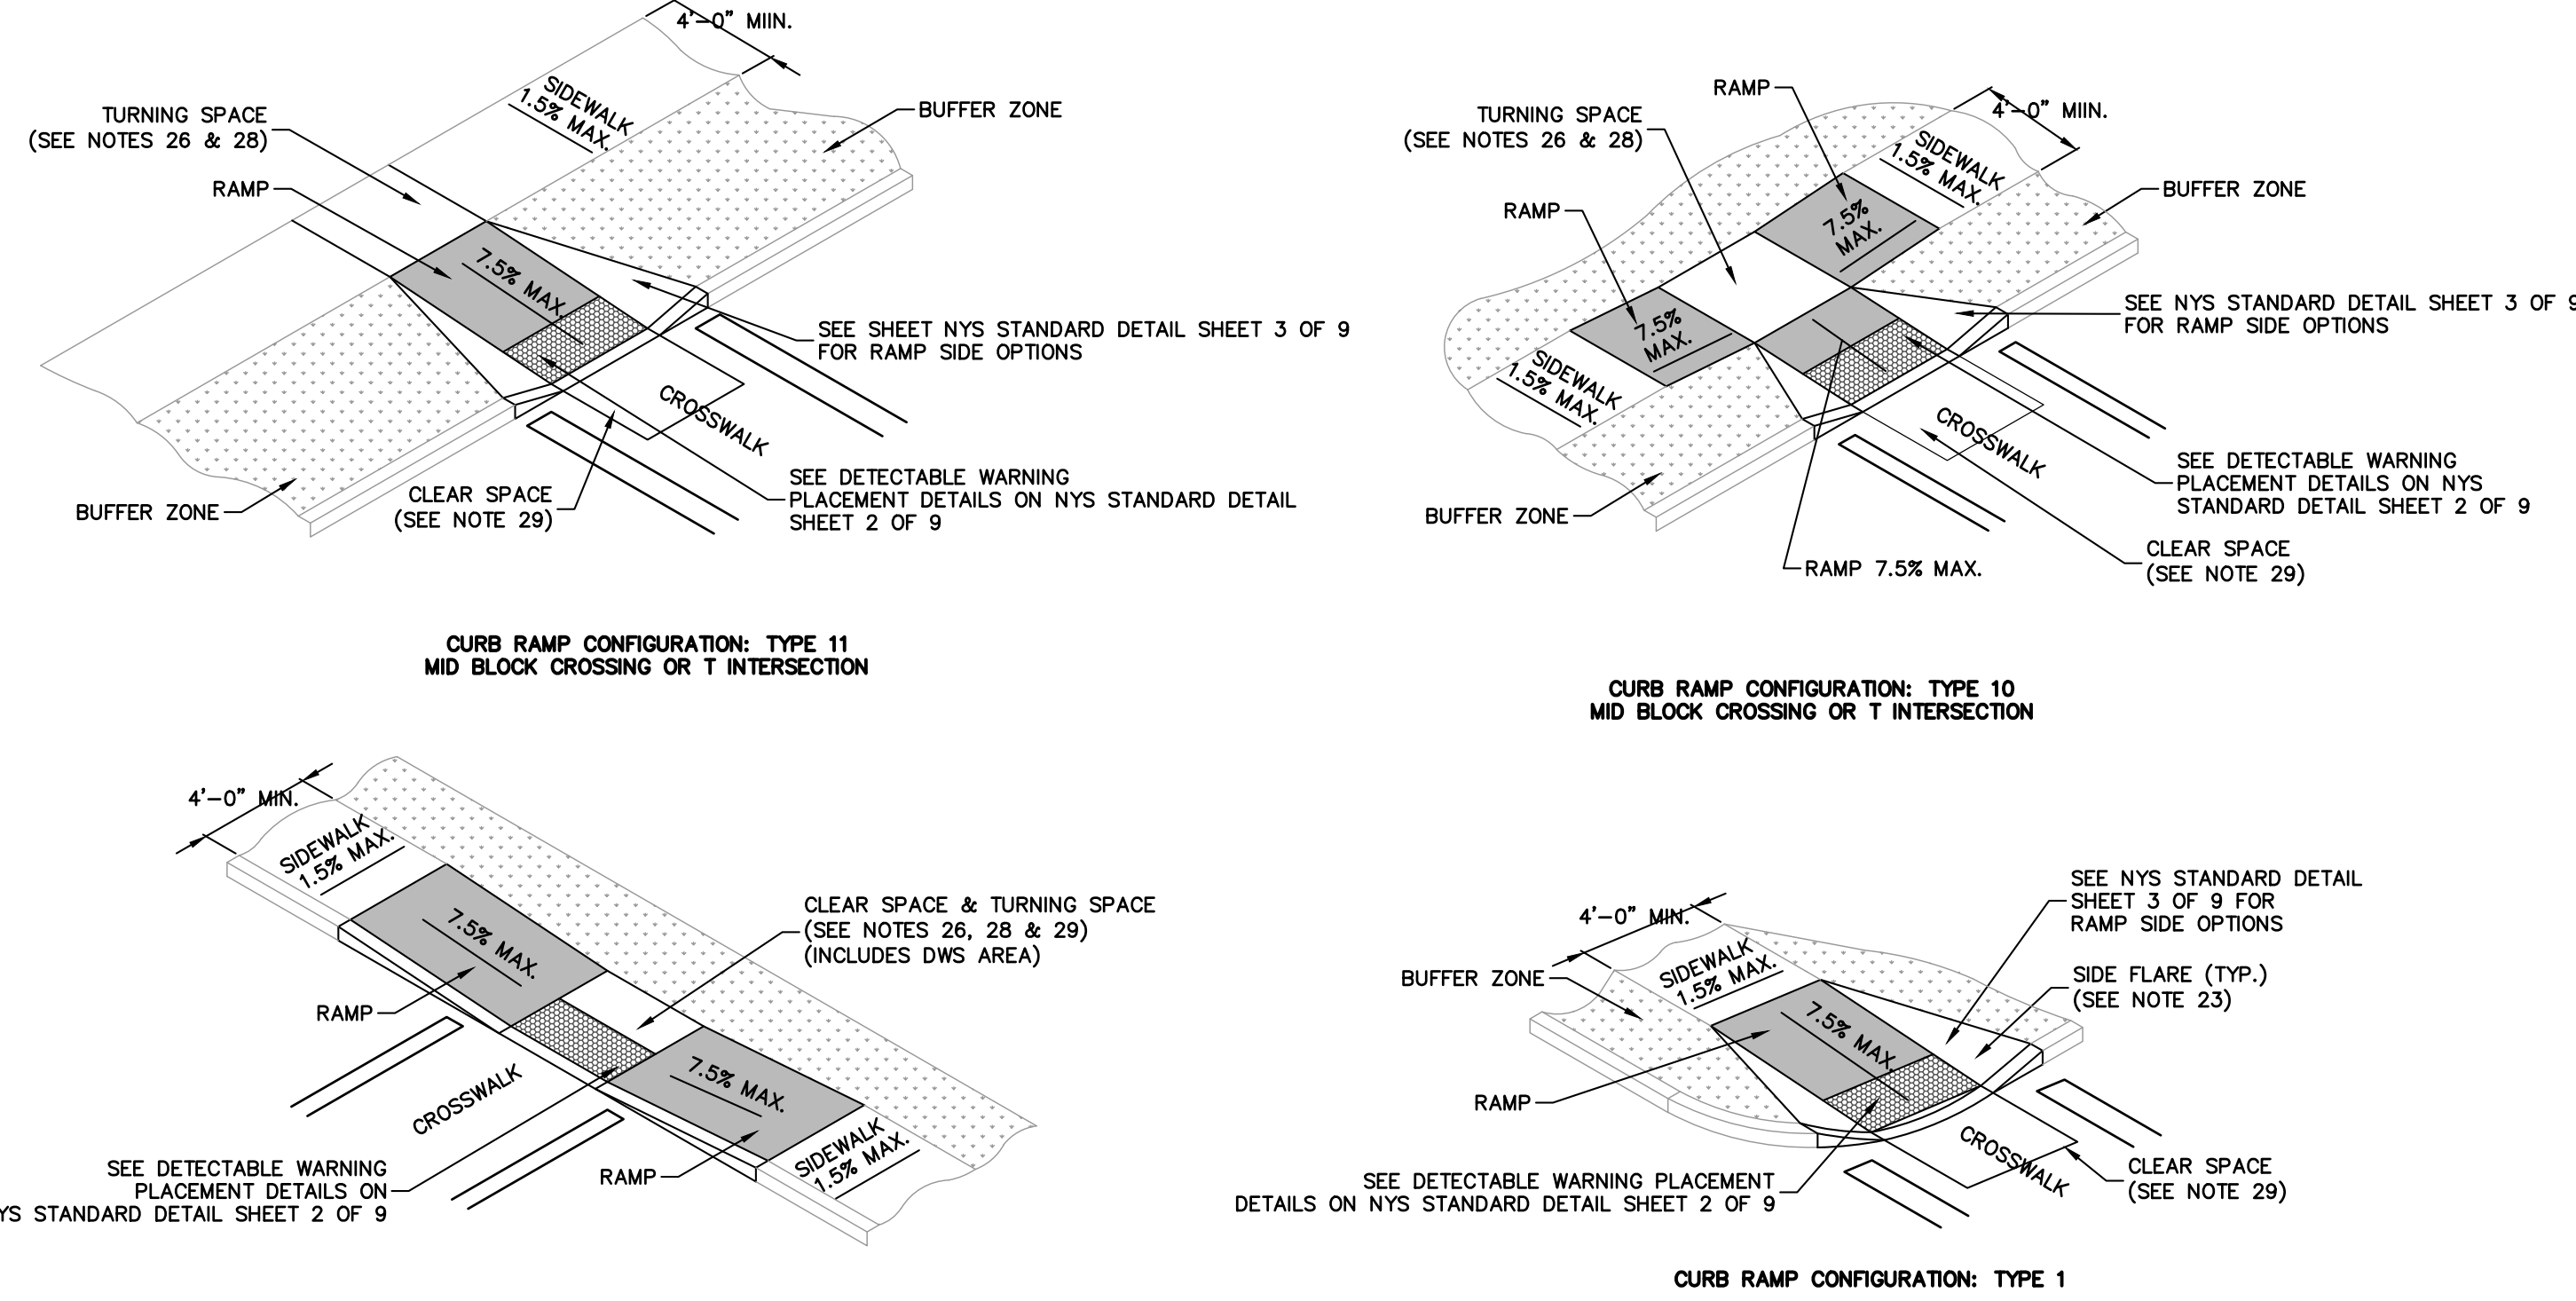 4'-0" MIIN.
SIDEWALK
1.5% MAX.
BUFFER ZONE
TURNING SPACE
(SEE NOTES 26 & 28)
RAMP
7.5% MAX.
SEE SHEET NYS STANDARD DETAIL SHEET 3 OF 9
FOR RAMP SIDE OPTIONS
CROSSWALK
SEE DETECTABLE WARNING
PLACEMENT DETAILS ON NYS STANDARD DETAIL
SHEET 2 OF 9
CLEAR SPACE
(SEE NOTE 29)
BUFFER ZONE
CURB RAMP CONFIGURATION: TYPE 11
MID BLOCK CROSSING OR T INTERSECTION
RAMP
4'-0" MIIN.
TURNING SPACE
(SEE NOTES 26 & 28)
SIDEWALK
1.5% MAX.
BUFFER ZONE
RAMP
7.5%
MAX.
7.5%
MAX.
SEE NYS STANDARD DETAIL SHEET 3 OF 9
FOR RAMP SIDE OPTIONS
SIDEWALK
1.5% MAX.
CROSSWALK
SEE DETECTABLE WARNING
PLACEMENT DETAILS ON NYS
STANDARD DETAIL SHEET 2 OF 9
BUFFER ZONE
CLEAR SPACE
(SEE NOTE 29)
RAMP 7.5% MAX.
CURB RAMP CONFIGURATION: TYPE 10
MID BLOCK CROSSING OR T INTERSECTION
4'-0" MIN.
SIDEWALK
1.5% MAX.
7.5% MAX.
CLEAR SPACE & TURNING SPACE
(SEE NOTES 26, 28 & 29)
(INCLUDES DWS AREA)
RAMP
7.5% MAX.
CROSSWALK
SIDEWALK
1.5% MAX.
RAMP
SEE DETECTABLE WARNING
PLACEMENT DETAILS ON
YS STANDARD DETAIL SHEET 2 OF 9
4'-0" MIN.
SEE NYS STANDARD DETAIL
SHEET 3 OF 9 FOR
RAMP SIDE OPTIONS
BUFFER ZONE
SIDEWALK
1.5% MAX.
SIDE FLARE (TYP.)
(SEE NOTE 23)
7.5% MAX.
RAMP
CROSSWALK
CLEAR SPACE
(SEE NOTE 29)
SEE DETECTABLE WARNING PLACEMENT
DETAILS ON NYS STANDARD DETAIL SHEET 2 OF 9
CURB RAMP CONFIGURATION: TYPE 1